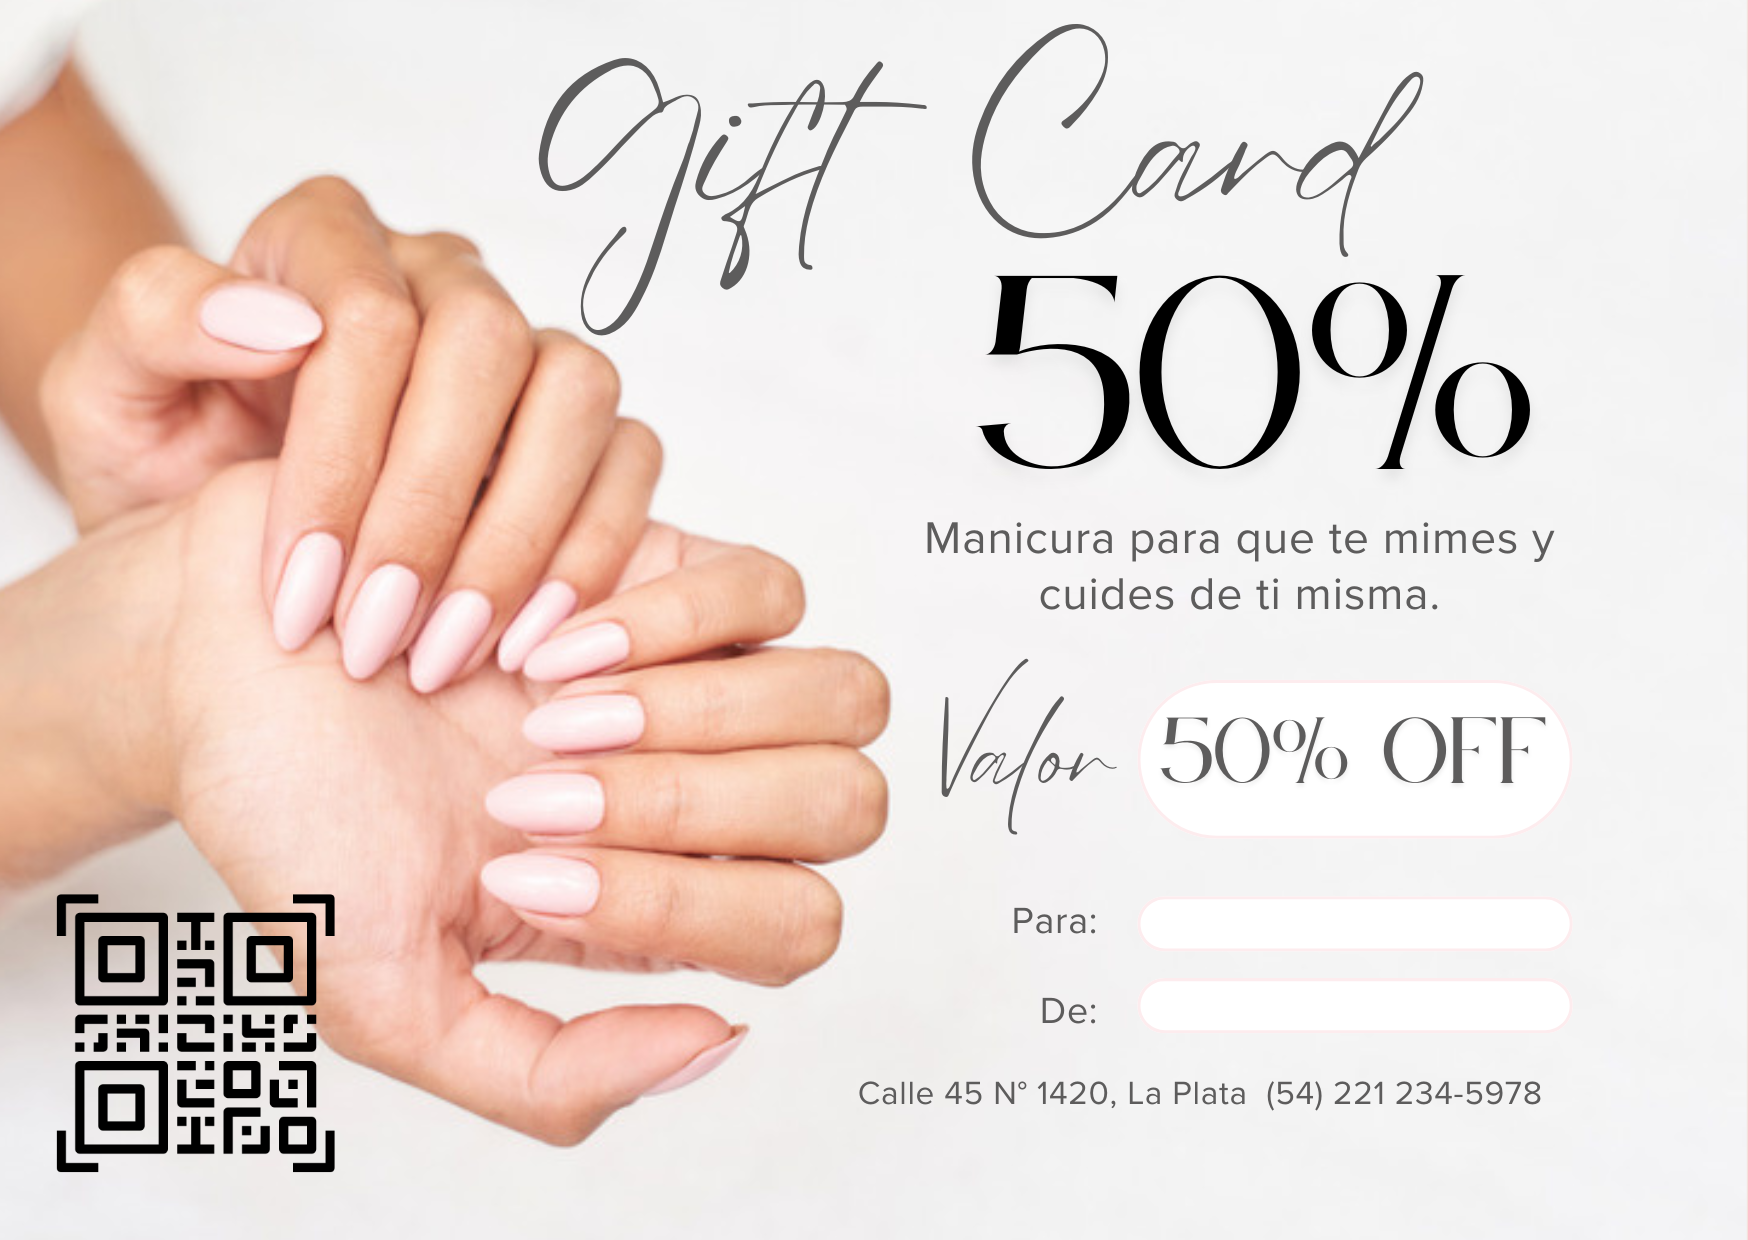 Gift Card
50%
Manicura para que te mimes y
cuides de ti misma.
Valor 50% OFF
Para:
De:
Calle 45 N° 1420, La Plata (54) 221 234-5978